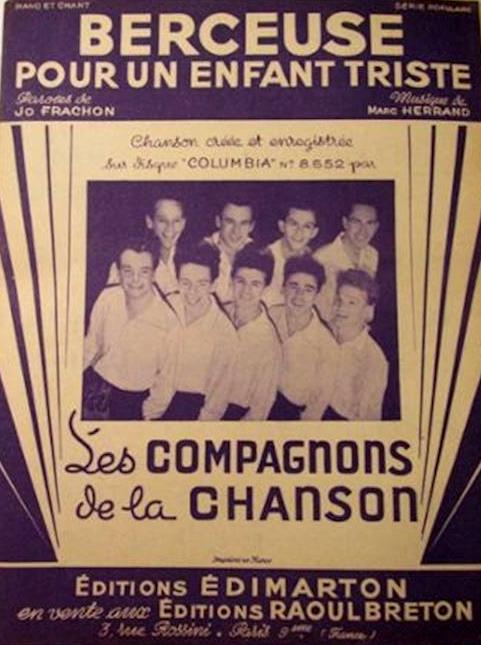 PIANO ET CHANT
SÉRIE POPULAIRE
BERCEUSE
POUR UN ENFANT TRISTE
Paroles de
JO FRACHON
Musique de
MARC HERRAND
Chanson créée et enregistrée
Sur disque "COLUMBIA" N° 8.652 par
Les COMPAGNONS
de la CHANSON
Imprimé en France
ÉDITIONS ÉDIMARTON
en vente aux ÉDITIONS RAOUL BRETON
3, rue Rossini . Paris 9ème (France)